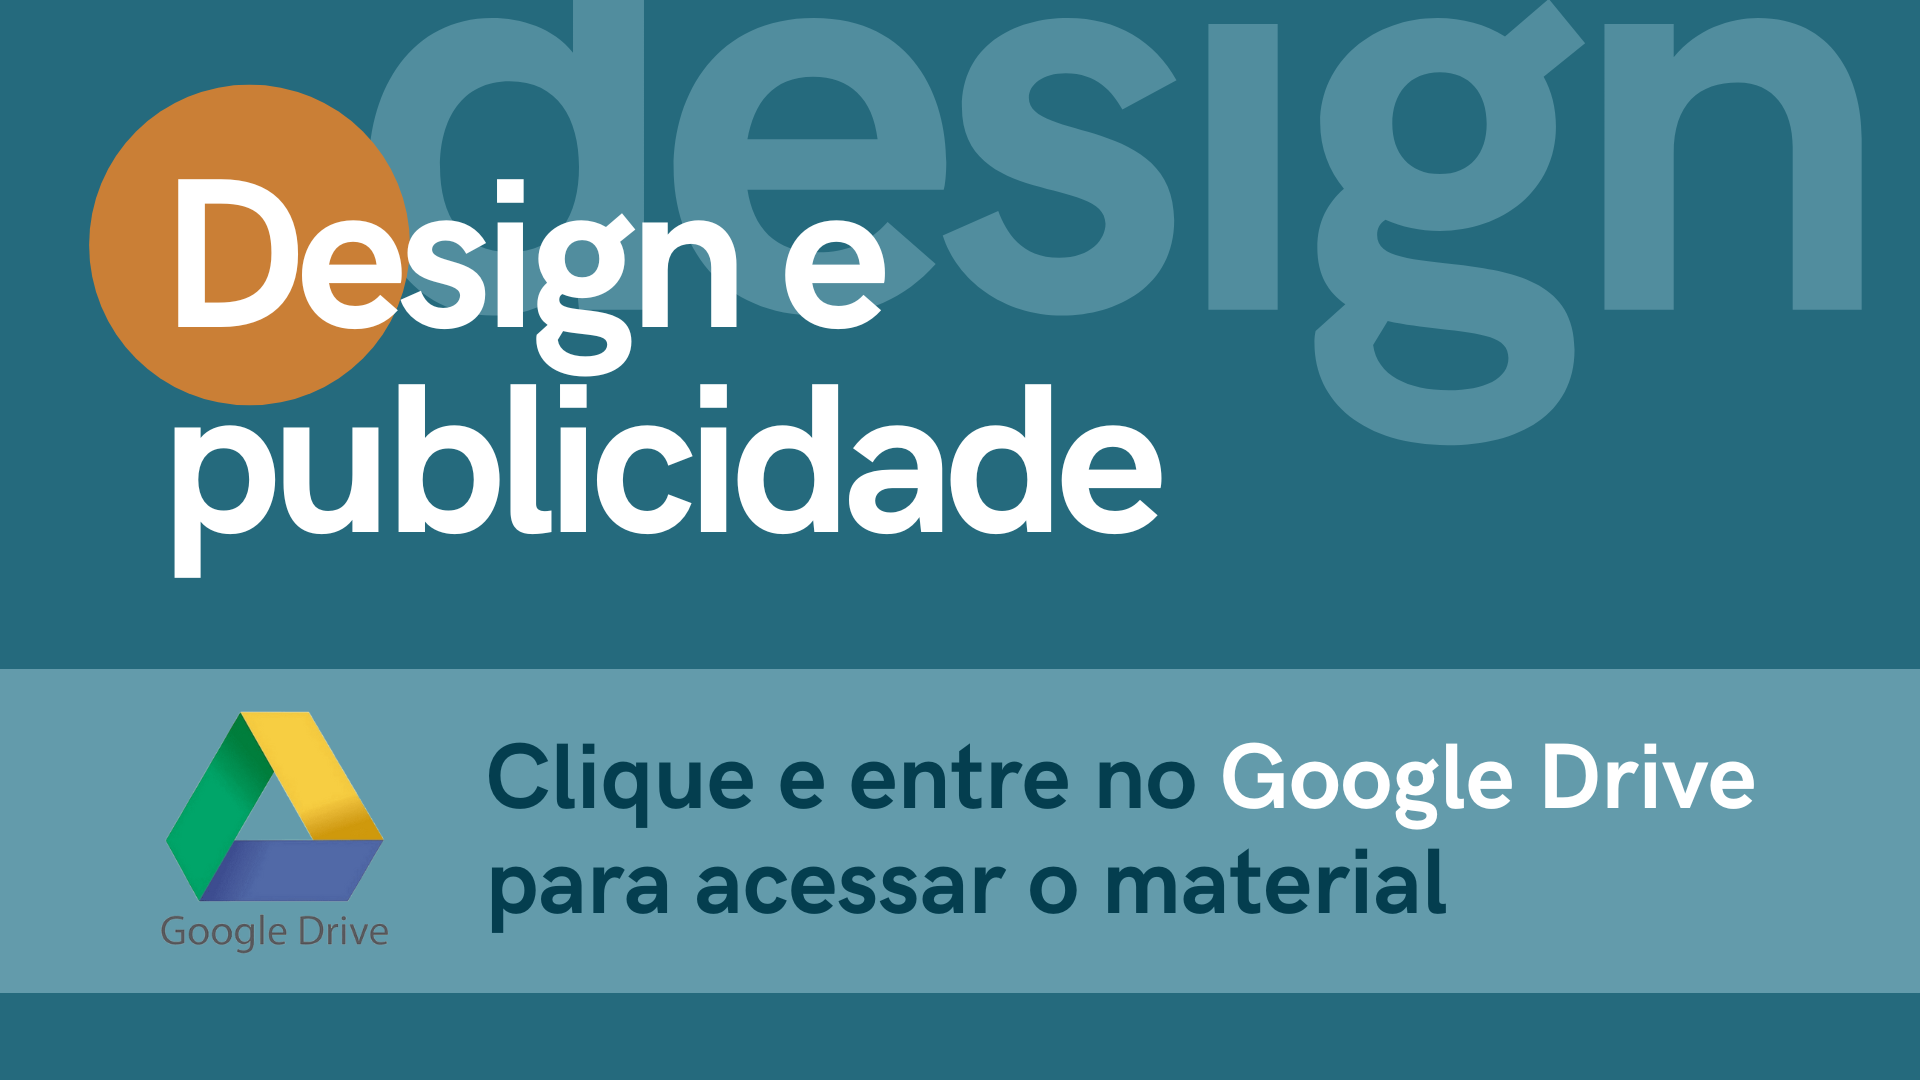 design
Design e
publicidade
Clique e entre no Google Drive
para acessar o material
Google Drive